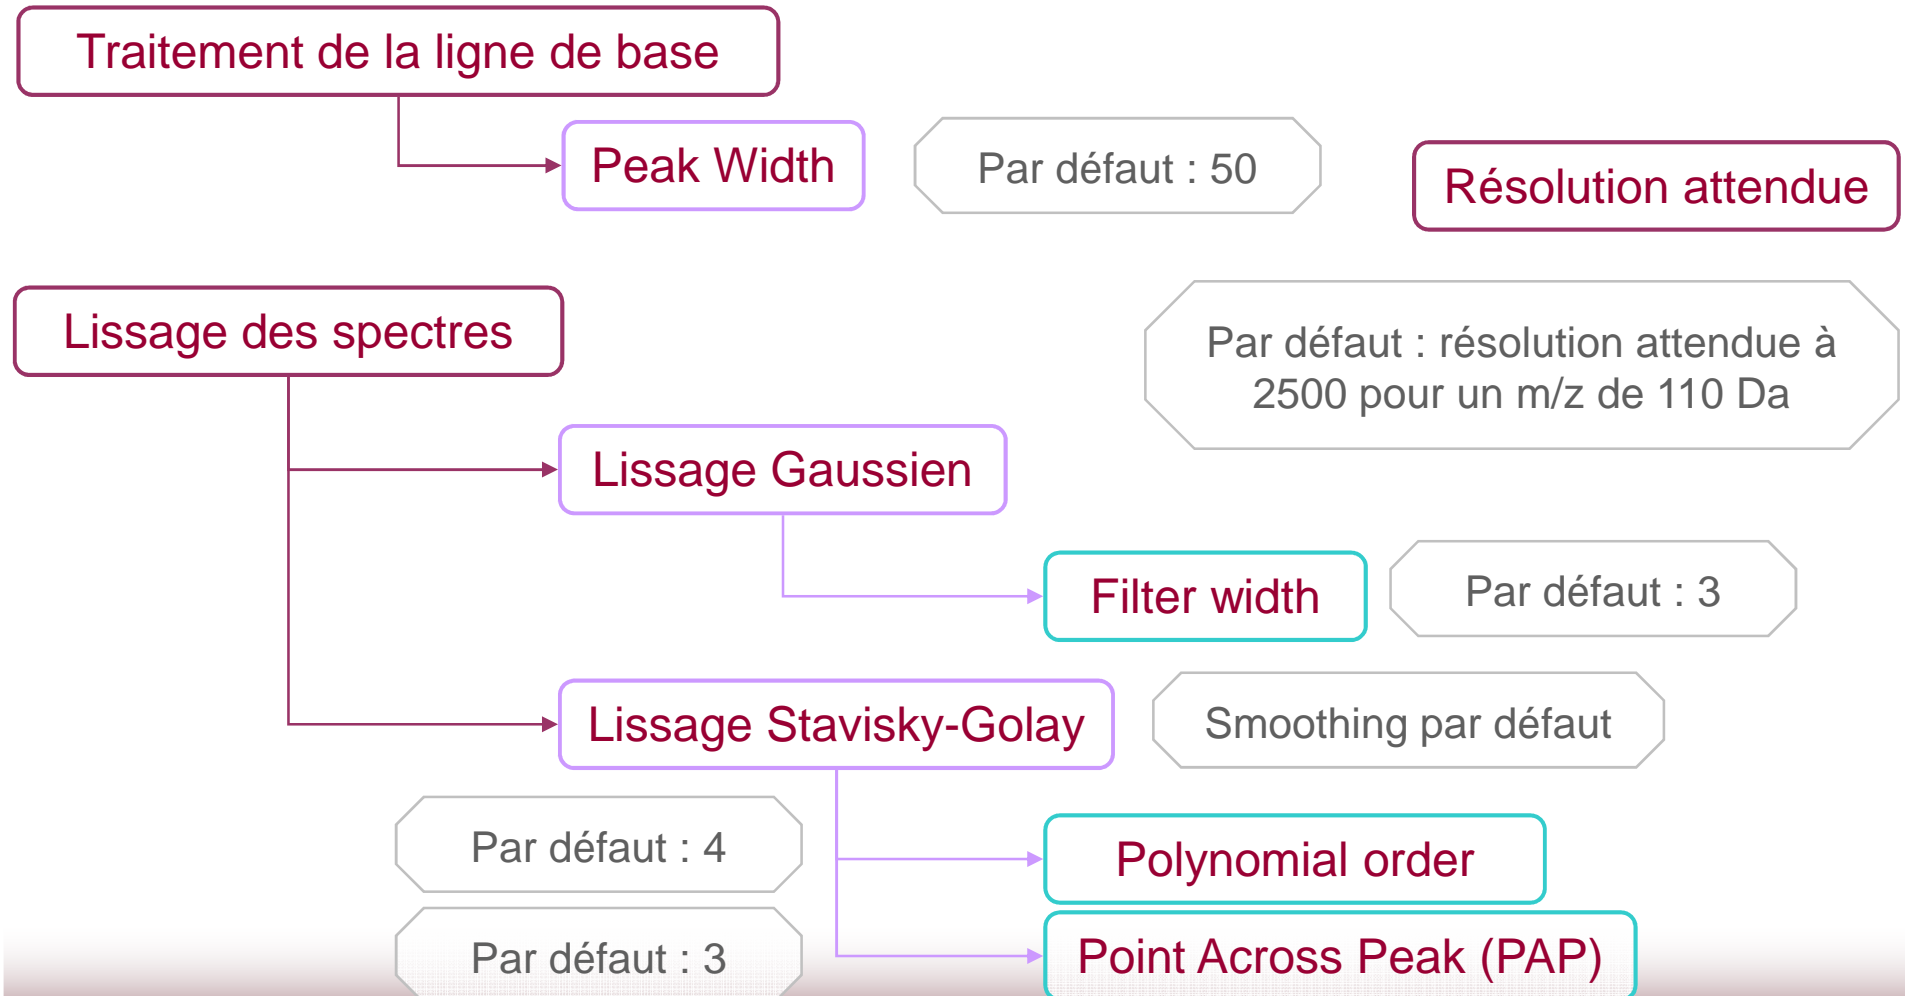 Traitement de la ligne de base
Peak Width
Par défaut : 50
Résolution attendue
Lissage des spectres
Par défaut : résolution attendue à
2500 pour un m/z de 110 Da
Lissage Gaussien
Filter width
Par défaut : 3
Lissage Stavisky-Golay
Smoothing par défaut
Par défaut : 4
Polynomial order
Par défaut : 3
Point Across Peak (PAP)